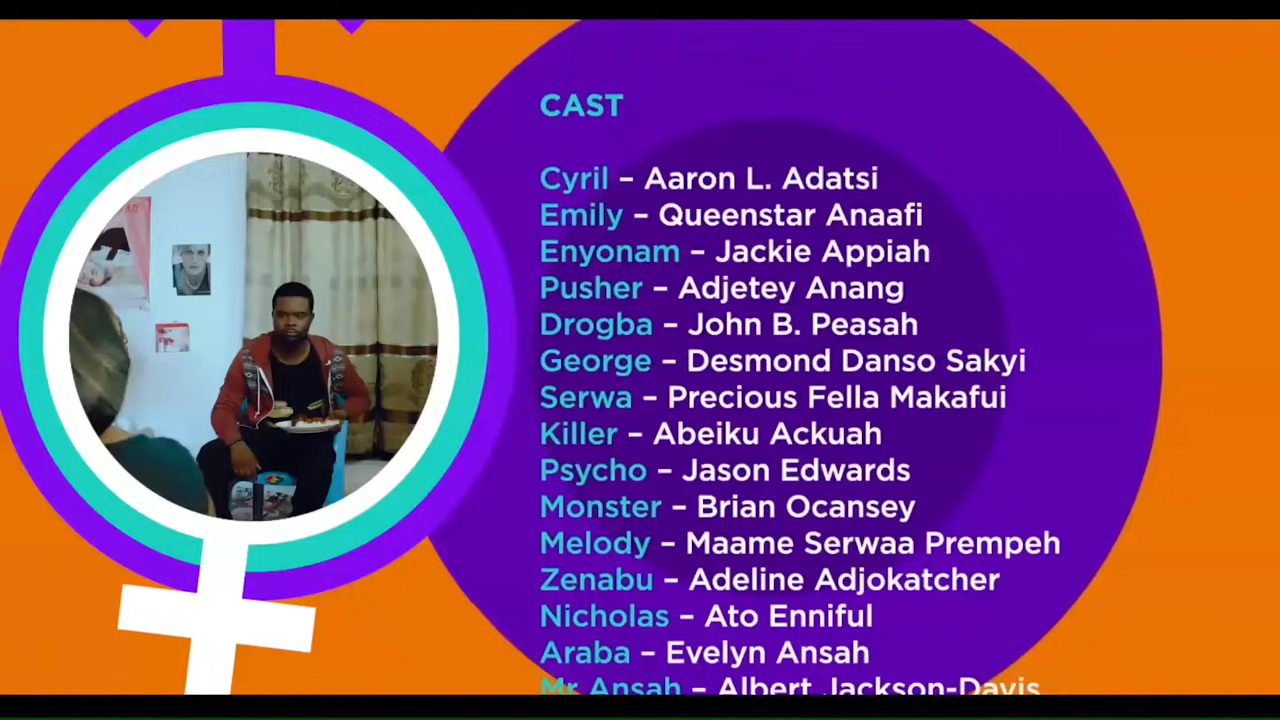 CAST
Cyril – Aaron L. Adatsi
Emily – Queenstar Anaafi
Enyonam – Jackie Appiah
Pusher – Adjetey Anang
Drogba – John B. Peasah
George – Desmond Danso Sakyi
Serwa – Precious Fella Makafui
Killer – Abeiku Ackuah
Psycho – Jason Edwards
Monster – Brian Ocansey
Melody – Maame Serwaa Prempeh
Zenabu – Adeline Adjokatcher
Nicholas – Ato Enniful
Araba – Evelyn Ansah
Mr Ansah – Albert Jackson-Davis